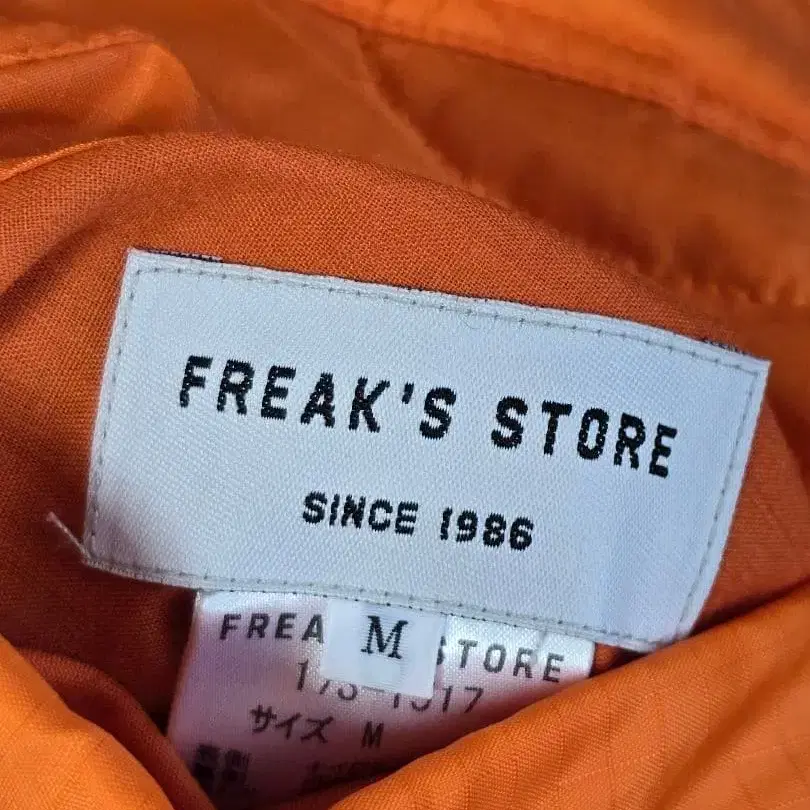 FREAK'S STORE
SINCE 1986
M
FREA STORE
サイズ M